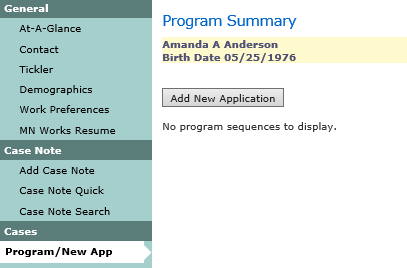 General
At-A-Glance
Contact
Tickler
Demographics
Work Preferences
MN Works Resume
Case Note
Add Case Note
Case Note Quick
Case Note Search
Cases
Program/New App
Program Summary
Amanda A Anderson
Birth Date 05/25/1976
Add New Application
No program sequences to display.